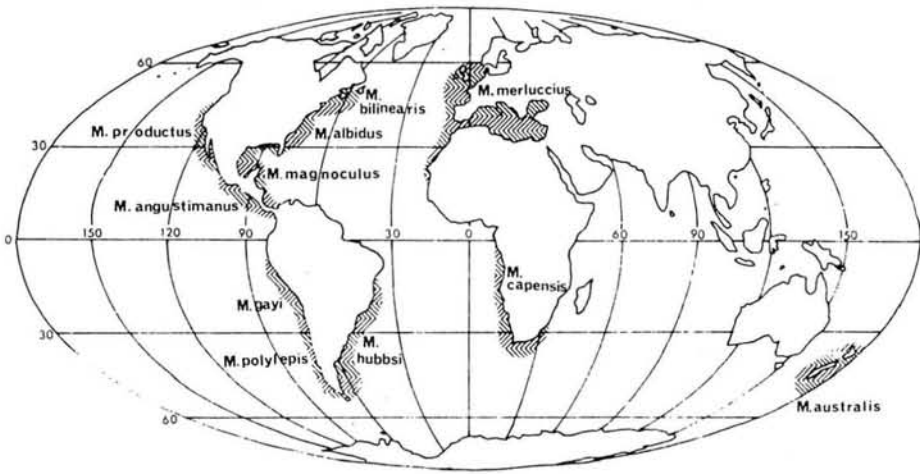 60
M.
bilinearis
M. merluccius
M. productus
M. albidus
30
M. magnoculus
M. angustimanus
0
150
120
90
30
0
60
90
150
M.
capensis
M. gayi
30
M. polylepis
M.
hubbsi
M. australis
60